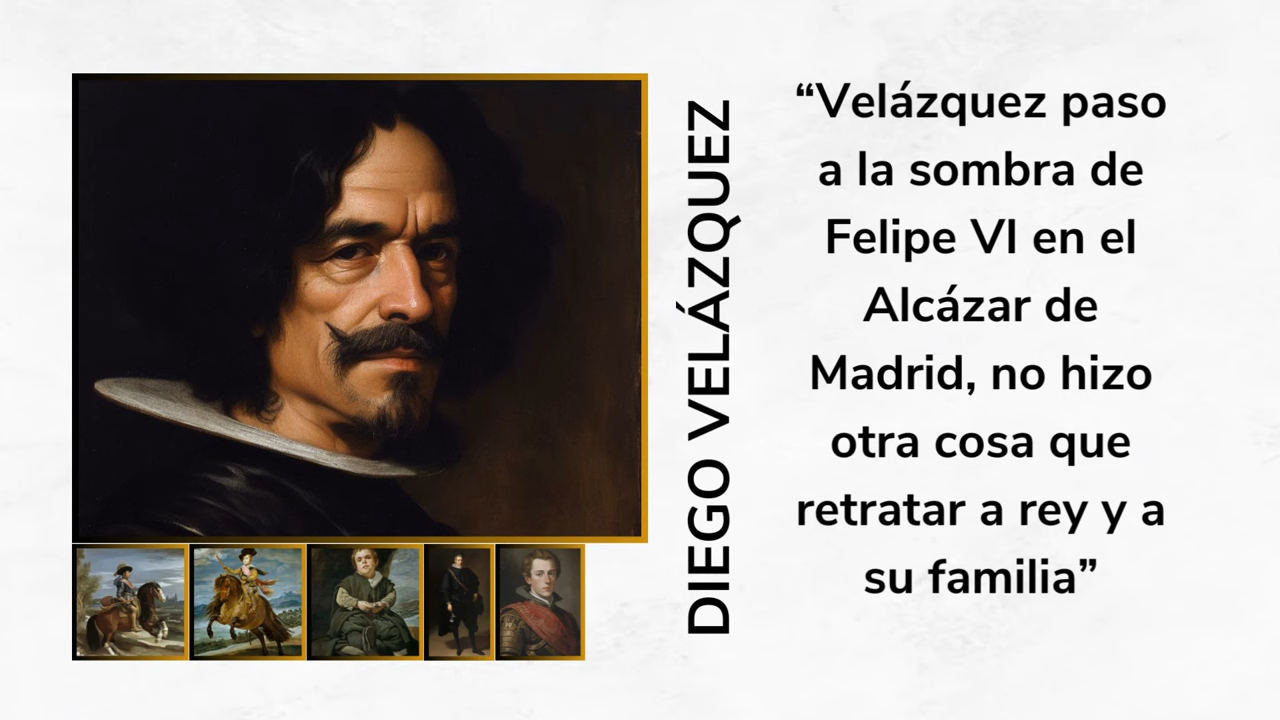 DIEGO VELÁZQUEZ
“Velázquez paso
a la sombra de
Felipe VI en el
Alcázar de
Madrid, no hizo
otra cosa que
retratar a rey y a
su familia”